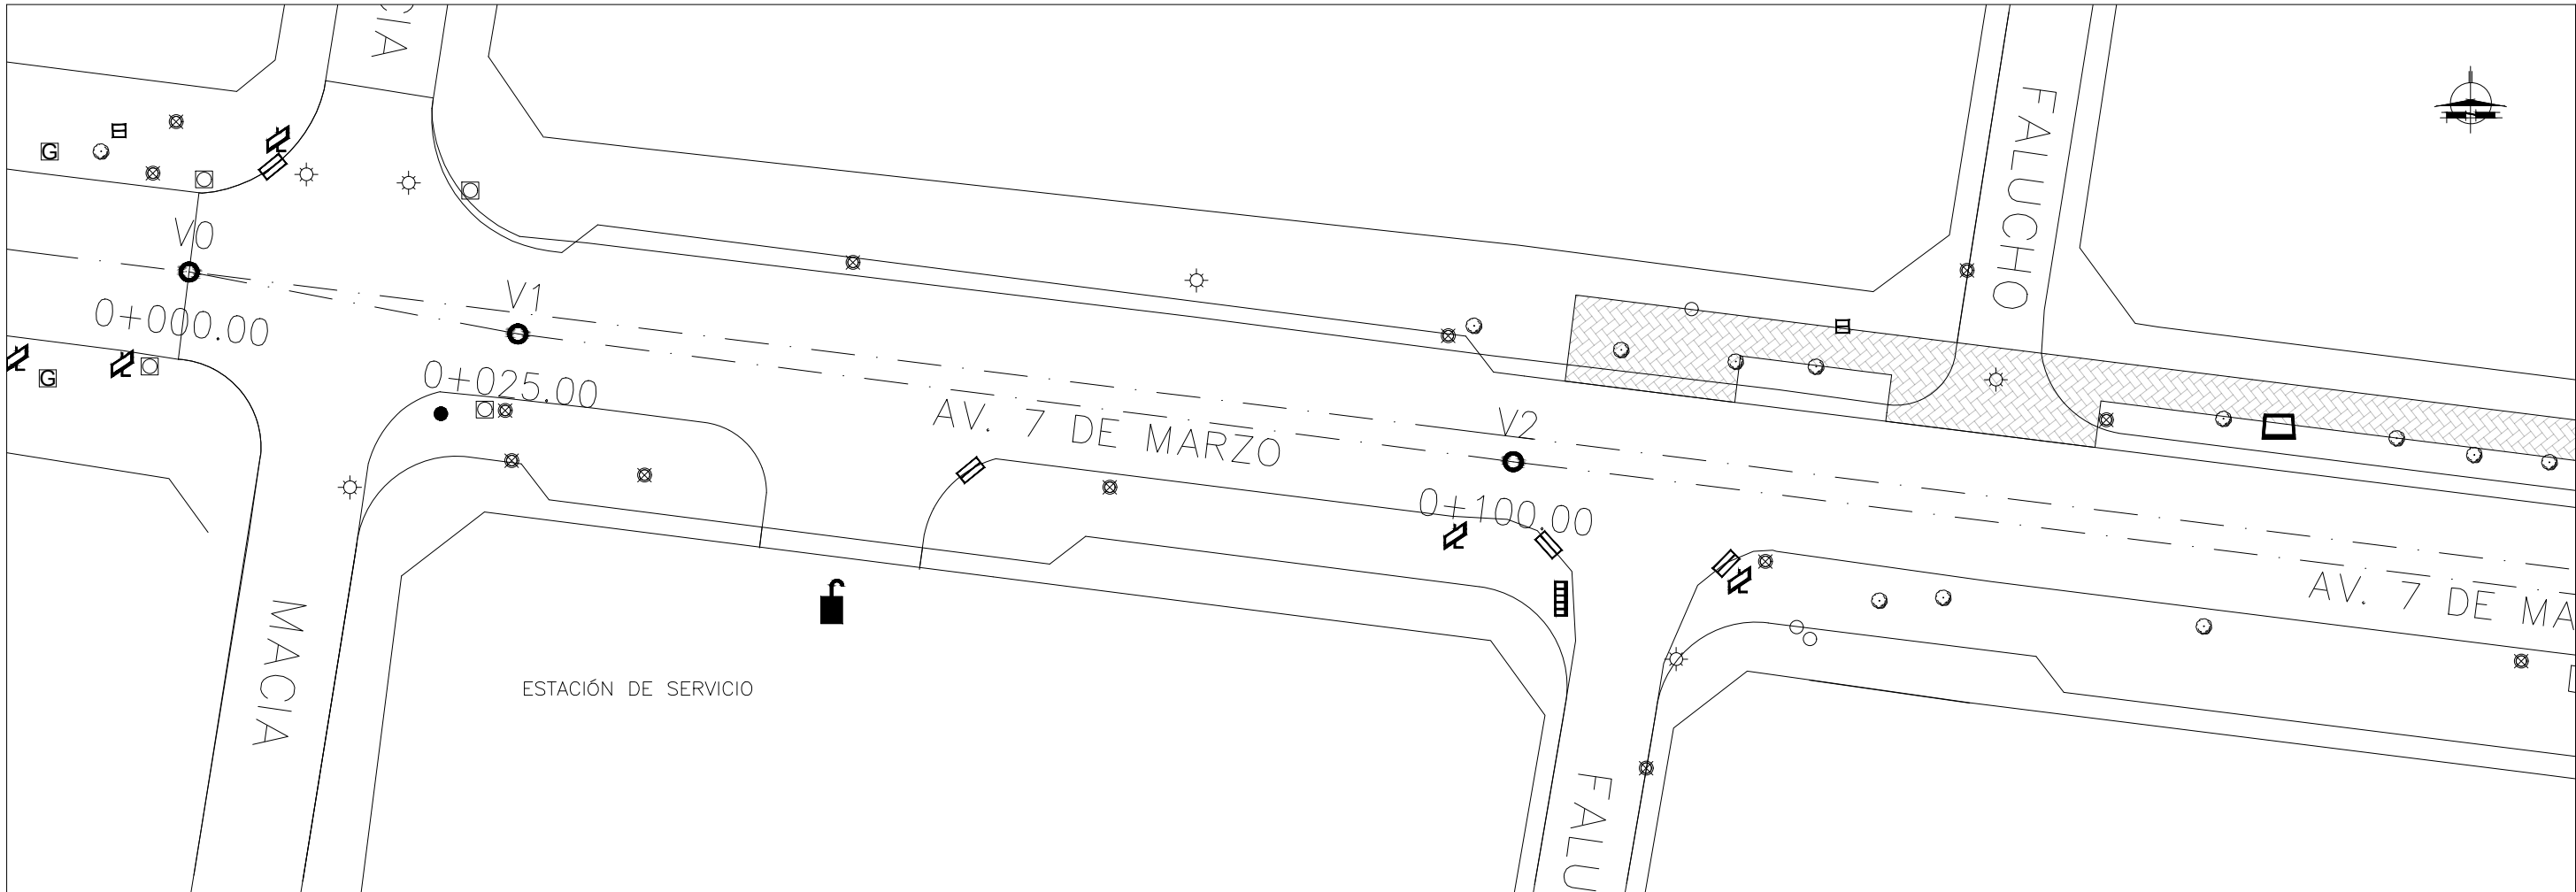 CIA
FALUCHO
G
V0
0+000.00
V1
G
0+025.00
AV. 7 DE MARZO
V2
0+100.00
AV. 7 DE MA
MACIA
ESTACIÓN DE SERVICIO
FALU